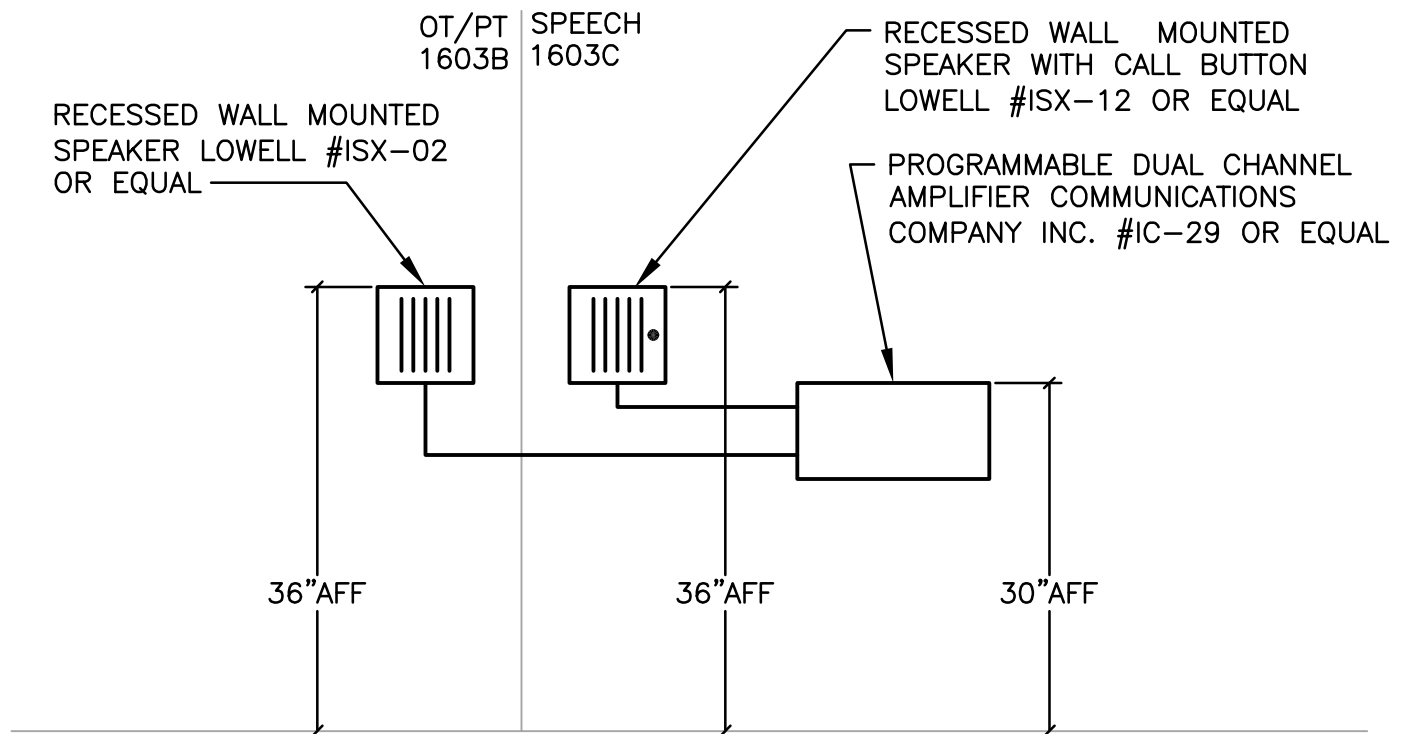 OT/PT
1603B
SPEECH
1603C
RECESSED WALL MOUNTED
SPEAKER WITH CALL BUTTON
LOWELL #ISX-12 OR EQUAL
RECESSED WALL MOUNTED
SPEAKER LOWELL #ISX-02
OR EQUAL
PROGRAMMABLE DUAL CHANNEL
AMPLIFIER COMMUNICATIONS
COMPANY INC. #IC-29 OR EQUAL
36"AFF
36"AFF
30"AFF